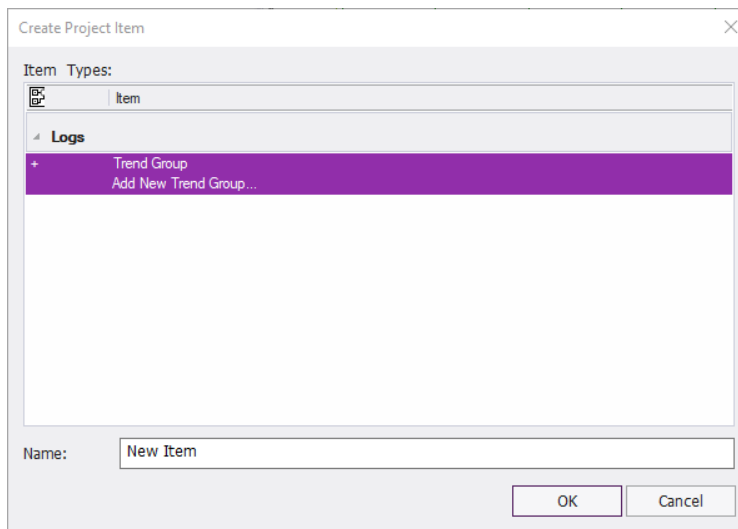 Create Project Item
Item Types:
Item
Logs
+ Trend Group
Add New Trend Group...
Name: New Item
OK Cancel